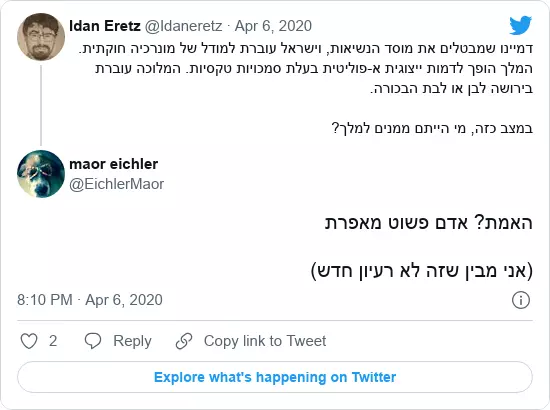 Idan Eretz @Idaneretz · Apr 6, 2020
דמיינו שמבטלים את מוסד הנשיאות, וישראל עוברת למודל של מונרכיה חוקתית.
המלך הופך לדמות ייצוגית א-פוליטית בעלת סמכויות טקסיות. המלוכה עוברת
בירושה לבן או לבת הבכורה.
במצב כזה, מי הייתם ממנים למלך?
maor eichler
@EichlerMaor
האמת? אדם פשוט מאפרת
(אני מבין שזה לא רעיון חדש)
8:10 PM · Apr 6, 2020
2 Reply Copy link to Tweet
Explore what's happening on Twitter